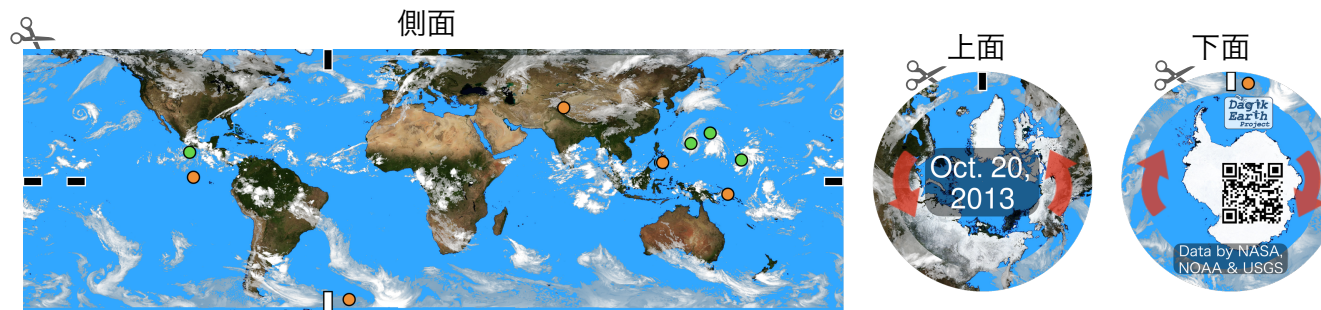 側面
上面
下面
Oct. 20,
2013
Dagik
Earth
Project
Data by NASA,
NOAA & USGS